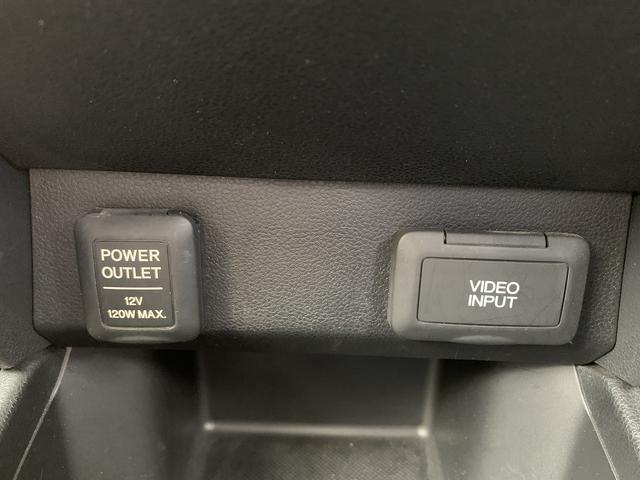 POWER
OUTLET
12V
120W MAX.
VIDEO
INPUT